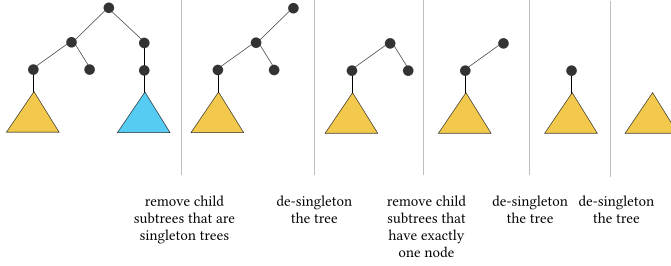 remove child
subtrees that are
singleton trees
de-singleton
the tree
remove child
subtrees that
have exactly
one node
de-singleton
the tree
de-singleton
the tree